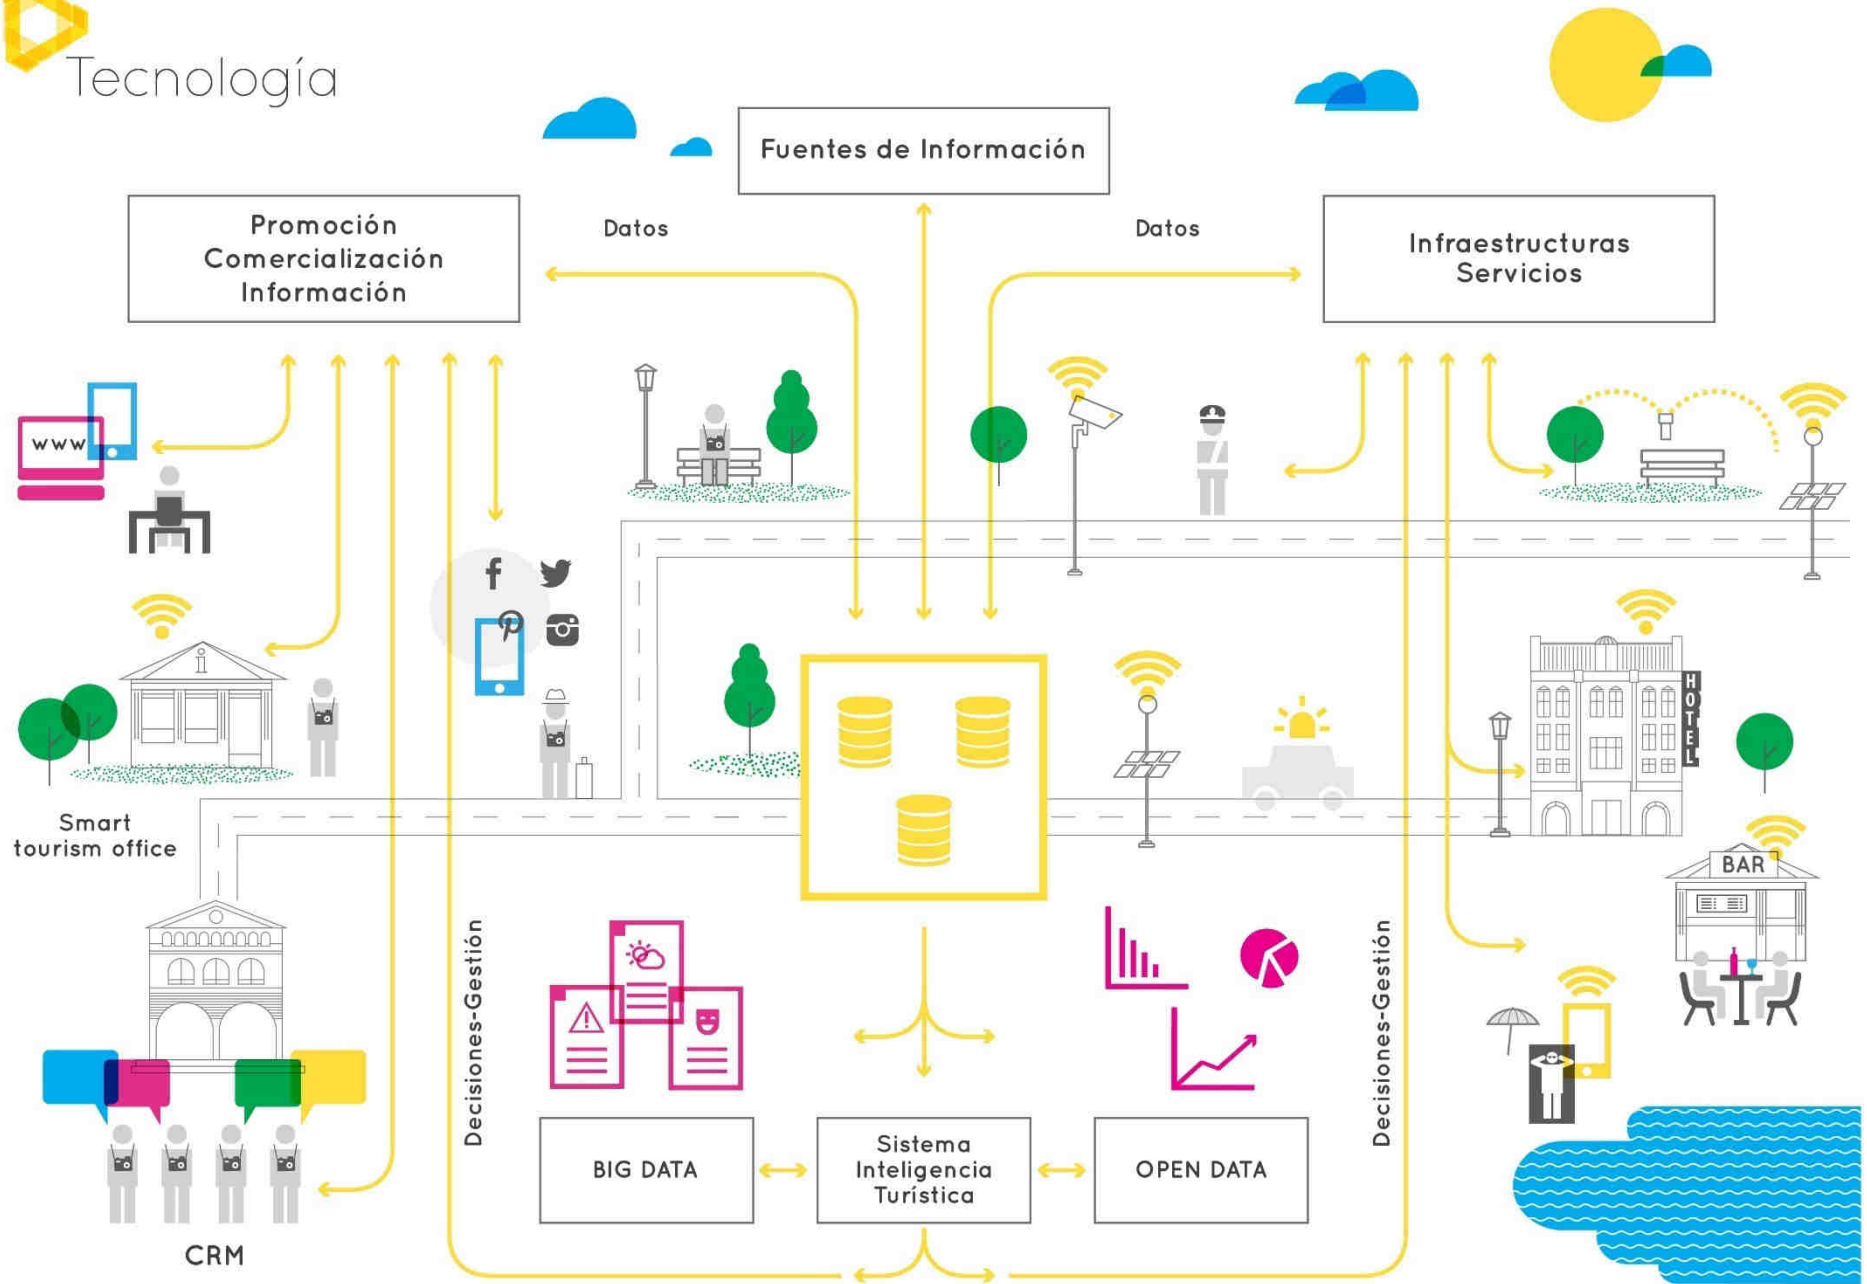 Tecnología
Fuentes de Información
Promoción
Comercialización
Información
Datos
Datos
Infraestructuras
Servicios
www
i
f
HOTEL
Smart
tourism office
BAR
Decisiones-Gestión
Decisiones-Gestión
BIG DATA
Sistema
Inteligencia
Turística
OPEN DATA
CRM